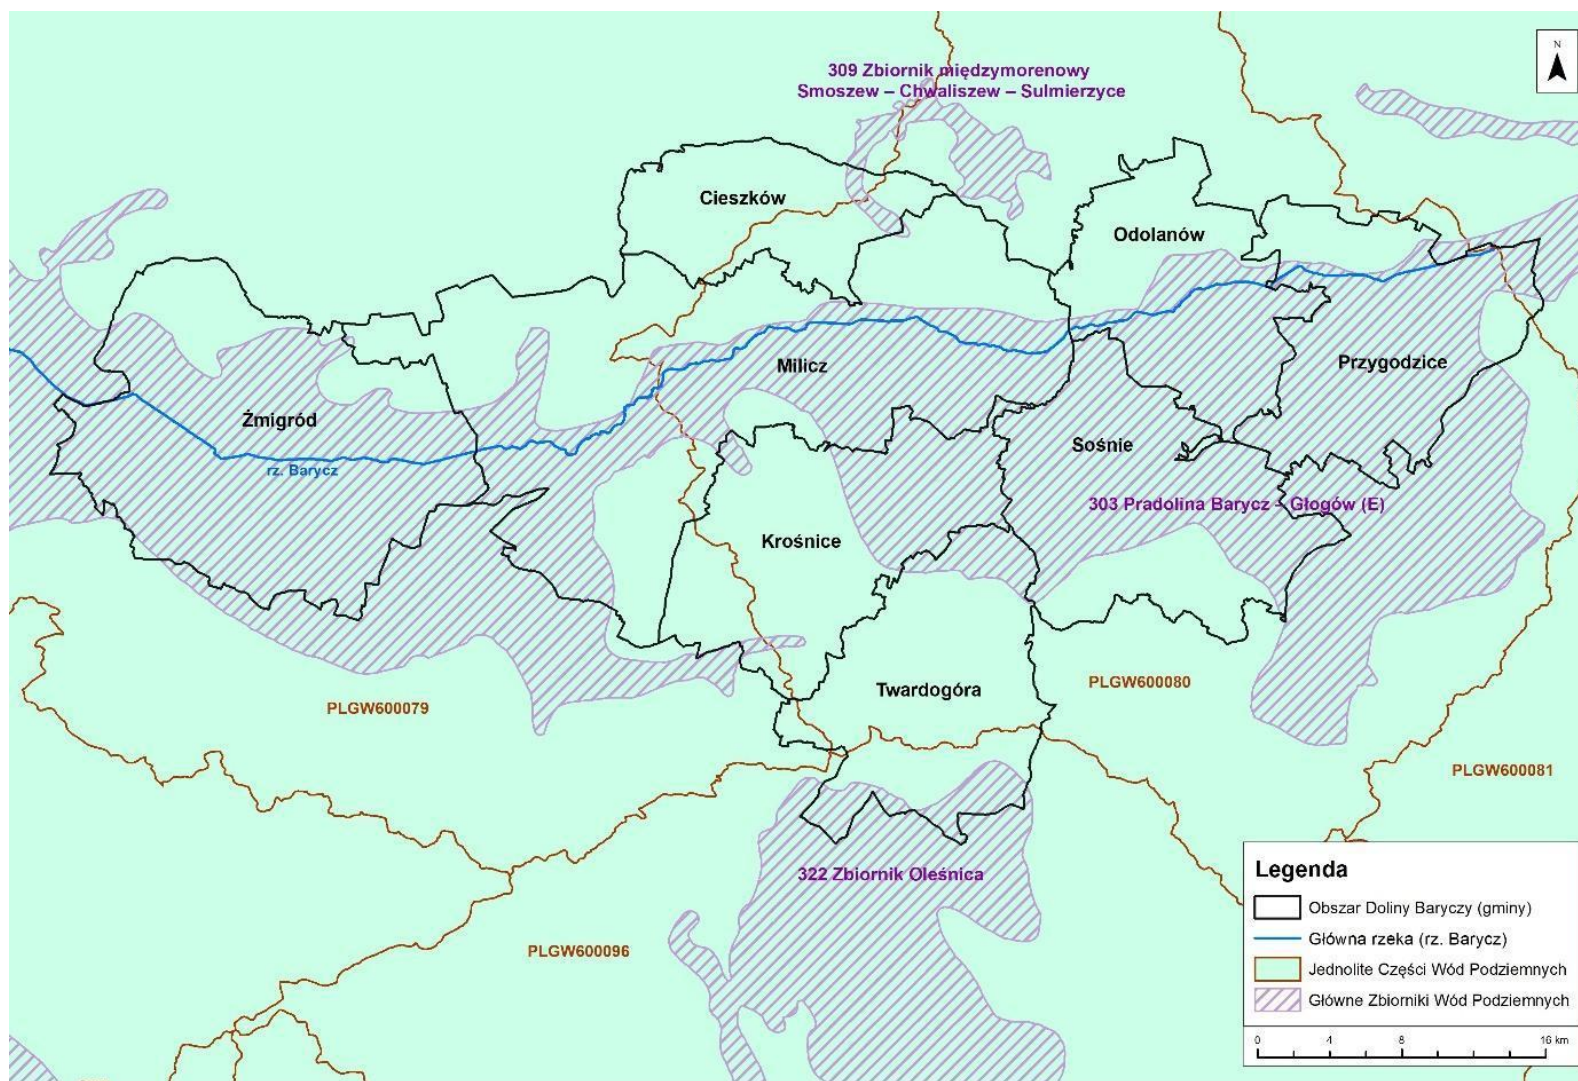 N
309 Zbiornik międzymorenowy
Smoszew – Chwaliszew – Sulmierzyce
Cieszków
Odolanów
Milicz
Przygodzice
Żmigród
Sośnie
rz. Barycz
303 Pradolina Barycz – Głogów (E)
Krośnice
Twardogóra
PLGW600080
PLGW600079
PLGW600081
322 Zbiornik Oleśnica
PLGW600096
Legenda
Obszar Doliny Baryczy (gminy)
Główna rzeka (rz. Barycz)
Jednolite Części Wód Podziemnych
Główne Zbiorniki Wód Podziemnych
0 4 8 16 km